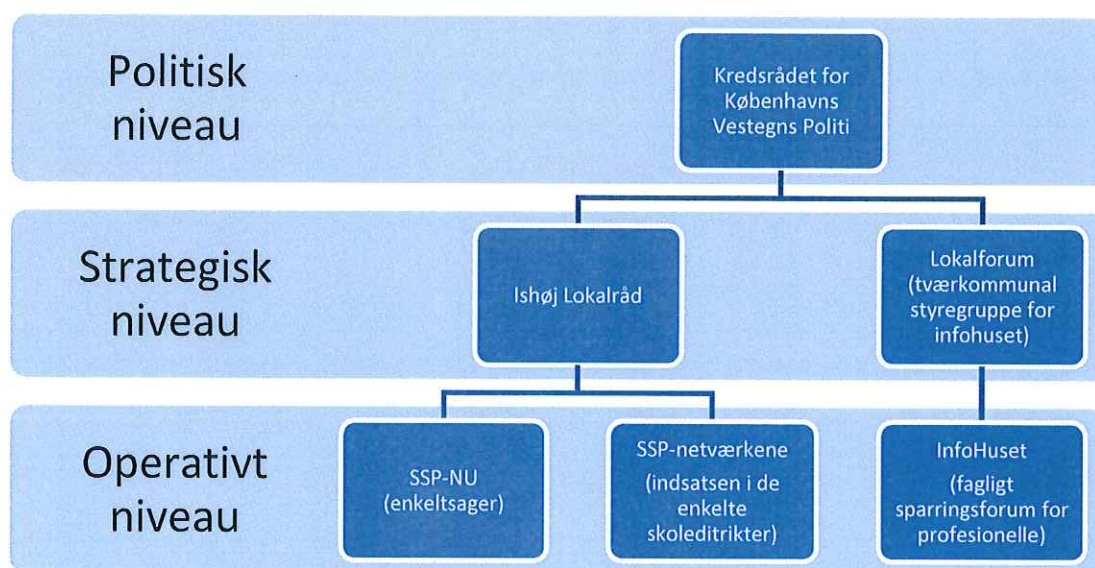 Politisk
niveau
Kredsrådet for
Københavns
Vestegns Politi
Strategisk
niveau
Ishøj Lokalråd
Lokalforum
(tværkommunal
styregruppe for
infohuset)
Operativt
niveau
SSP-NU
(enkeltsager)
SSP-netværkene
(indsatsen i de
enkelte
skoleditrikter)
InfoHuset
(fagligt
sparringsforum for
profesionelle)